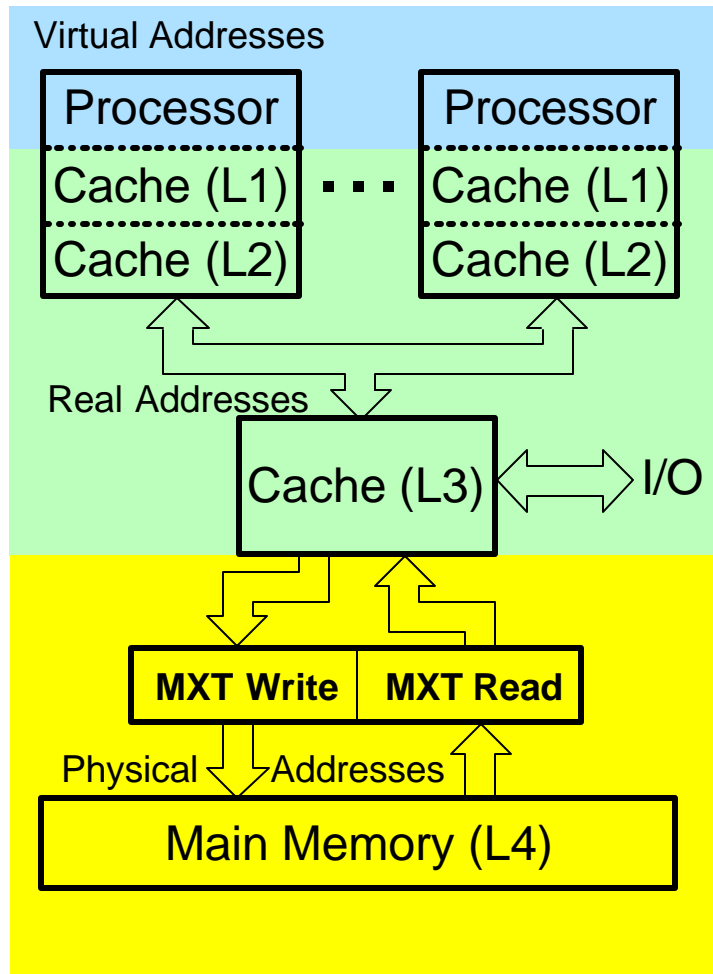 Virtual Addresses
Processor
Processor
Cache (L1)
...
Cache (L1)
Cache (L2)
Cache (L2)
Real Addresses
Cache (L3)
I/O
MXT Write
MXT Read
Physical
Addresses
Main Memory (L4)